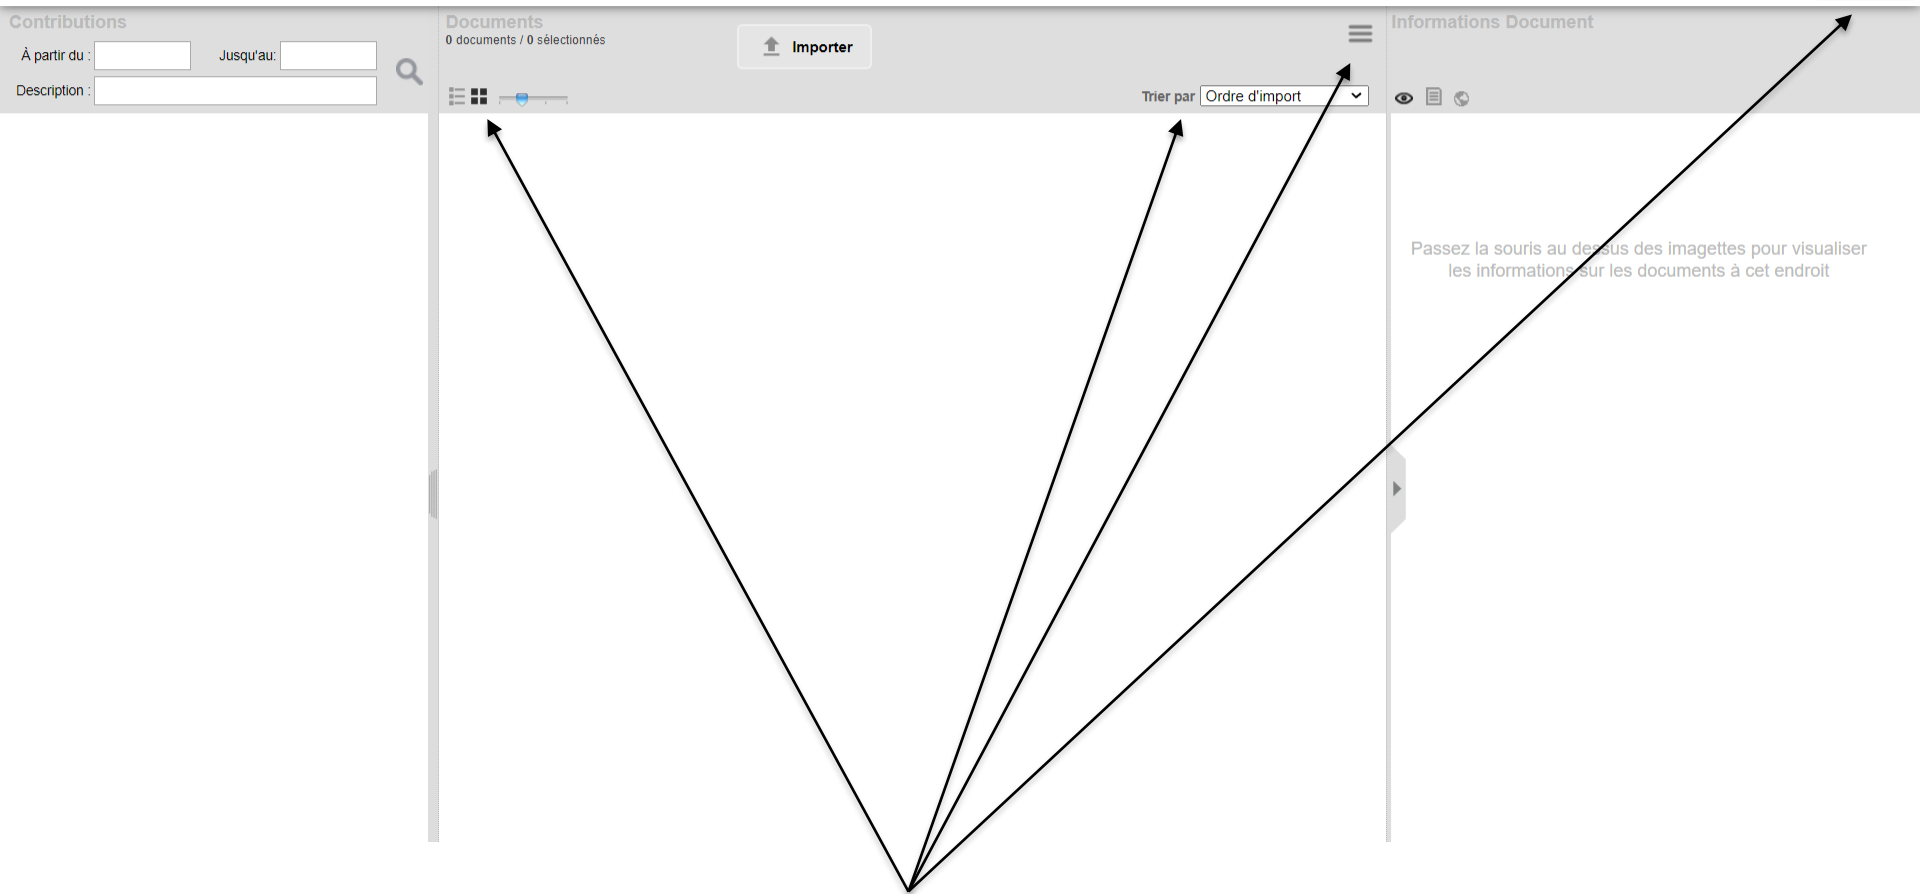 Contributions
À partir du :
Jusqu'au:
Description :
Documents
0 documents / 0 sélectionnés
Importer
Trier par Ordre d'import
Informations Document
Passez la souris au dessus des imagettes pour visualiser
les informations sur les documents à cet endroit